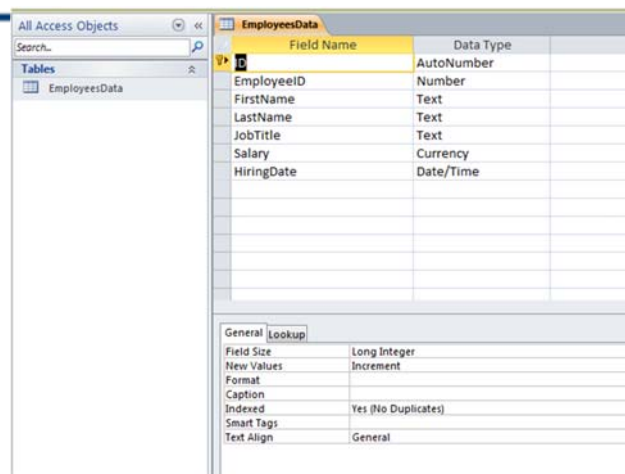 All Access Objects
Search...
Tables
EmployeesData
EmployeesData
Field Name Data Type
ID AutoNumber
EmployeeID Number
FirstName Text
LastName Text
JobTitle Text
Salary Currency
HiringDate Date/Time
General Lookup
Field Size Long Integer
New Values Increment
Format
Caption
Indexed Yes (No Duplicates)
Smart Tags
Text Align General